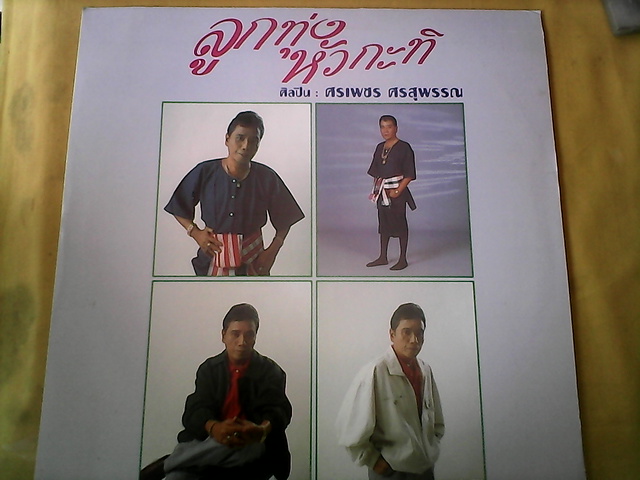 ลูกทุ่ง
หัวกะทิ
ศิลปิน : ศรเพชร ศรสุพรรณ